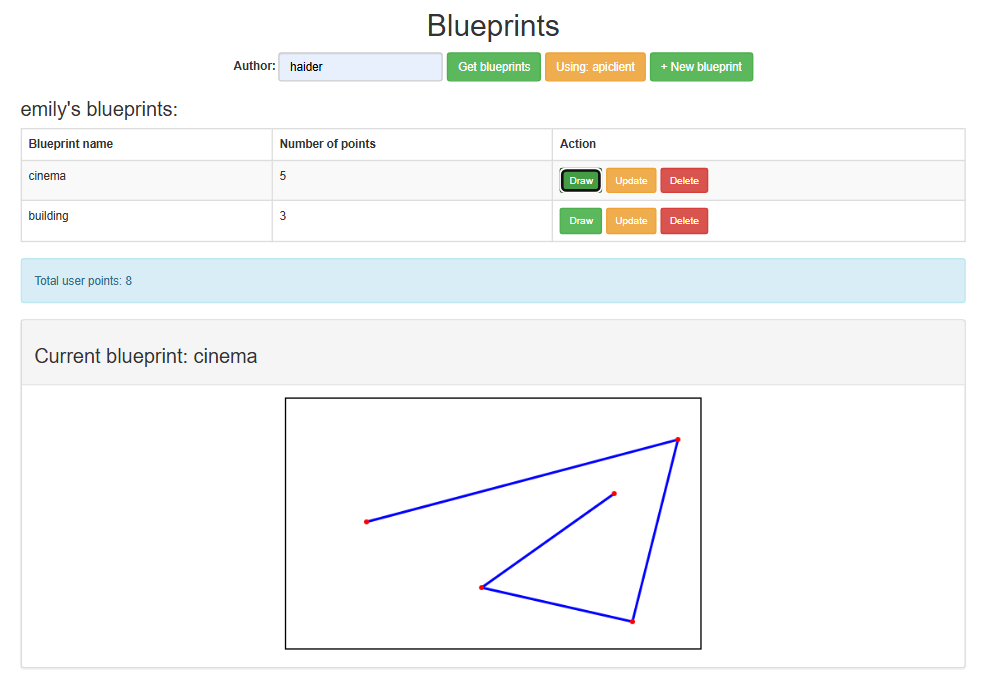 Blueprints
Author: haider Get blueprints Using: apiclient + New blueprint
emily's blueprints:
Blueprint name Number of points Action
cinema 5 Draw Update Delete
building 3 Draw Update Delete
Total user points: 8
Current blueprint: cinema